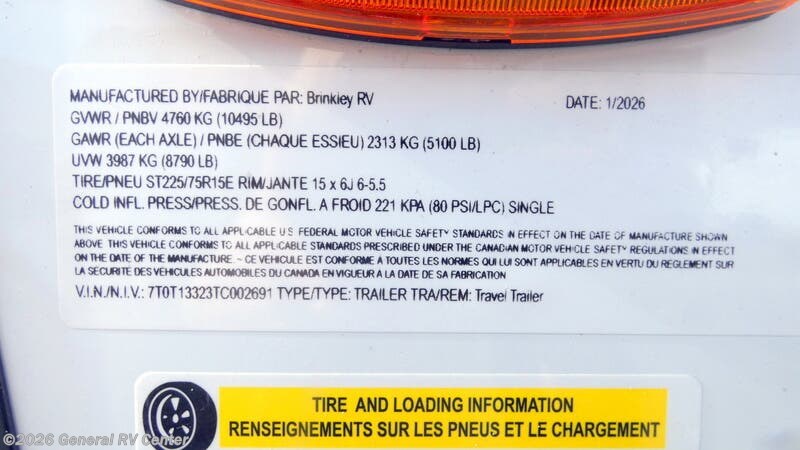 MANUFACTURED BY/FABRIQUE PAR: Brinkley RV DATE: 1/2026
GVWR / PNBV 4760 KG (10495 LB)
GAWR (EACH AXLE) / PNBE (CHAQUE ESSIEU) 2313 KG (5100 LB)
UVW 3987 KG (8790 LB)
TIRE/PNEU ST225/75R15E RIM/JANTE 15 x 6J 6-5.5
COLD INFL. PRESS/PRESS. DE GONFL. A FROID 221 KPA (80 PSI/LPC) SINGLE
THIS VEHICLE CONFORMS TO ALL APPLICABLE U.S. FEDERAL MOTOR VEHICLE SAFETY STANDARDS IN EFFECT ON THE DATE OF MANUFACTURE SHOWN
ABOVE THIS VEHICLE CONFORMS TO ALL APPLICABLE STANDARDS PRESCRIBED UNDER THE CANADIAN MOTOR VEHICLE SAFETY REGULATIONS IN EFFECT
ON THE DATE OF THE MANUFACTURE. ~ CE VEHICULE EST CONFORME À TOUTES LES NORMES QUI LUI SONT APPLICABLES EN VERTU DU REGLEMENT SUR
LA SECURITE DES VEHICULES AUTOMOBILES DU CANADA EN VIGUEUR A LA DATE DE SA FABRICATION
V.I.N./N.I.V.: 7T0T13323TC002691 TYPE/TYPE: TRAILER TRA/REM: Travel Trailer
TIRE AND LOADING INFORMATION
RENSEIGNEMENTS SUR LES PNEUS ET LE CHARGEMENT
©2026 General RV Center